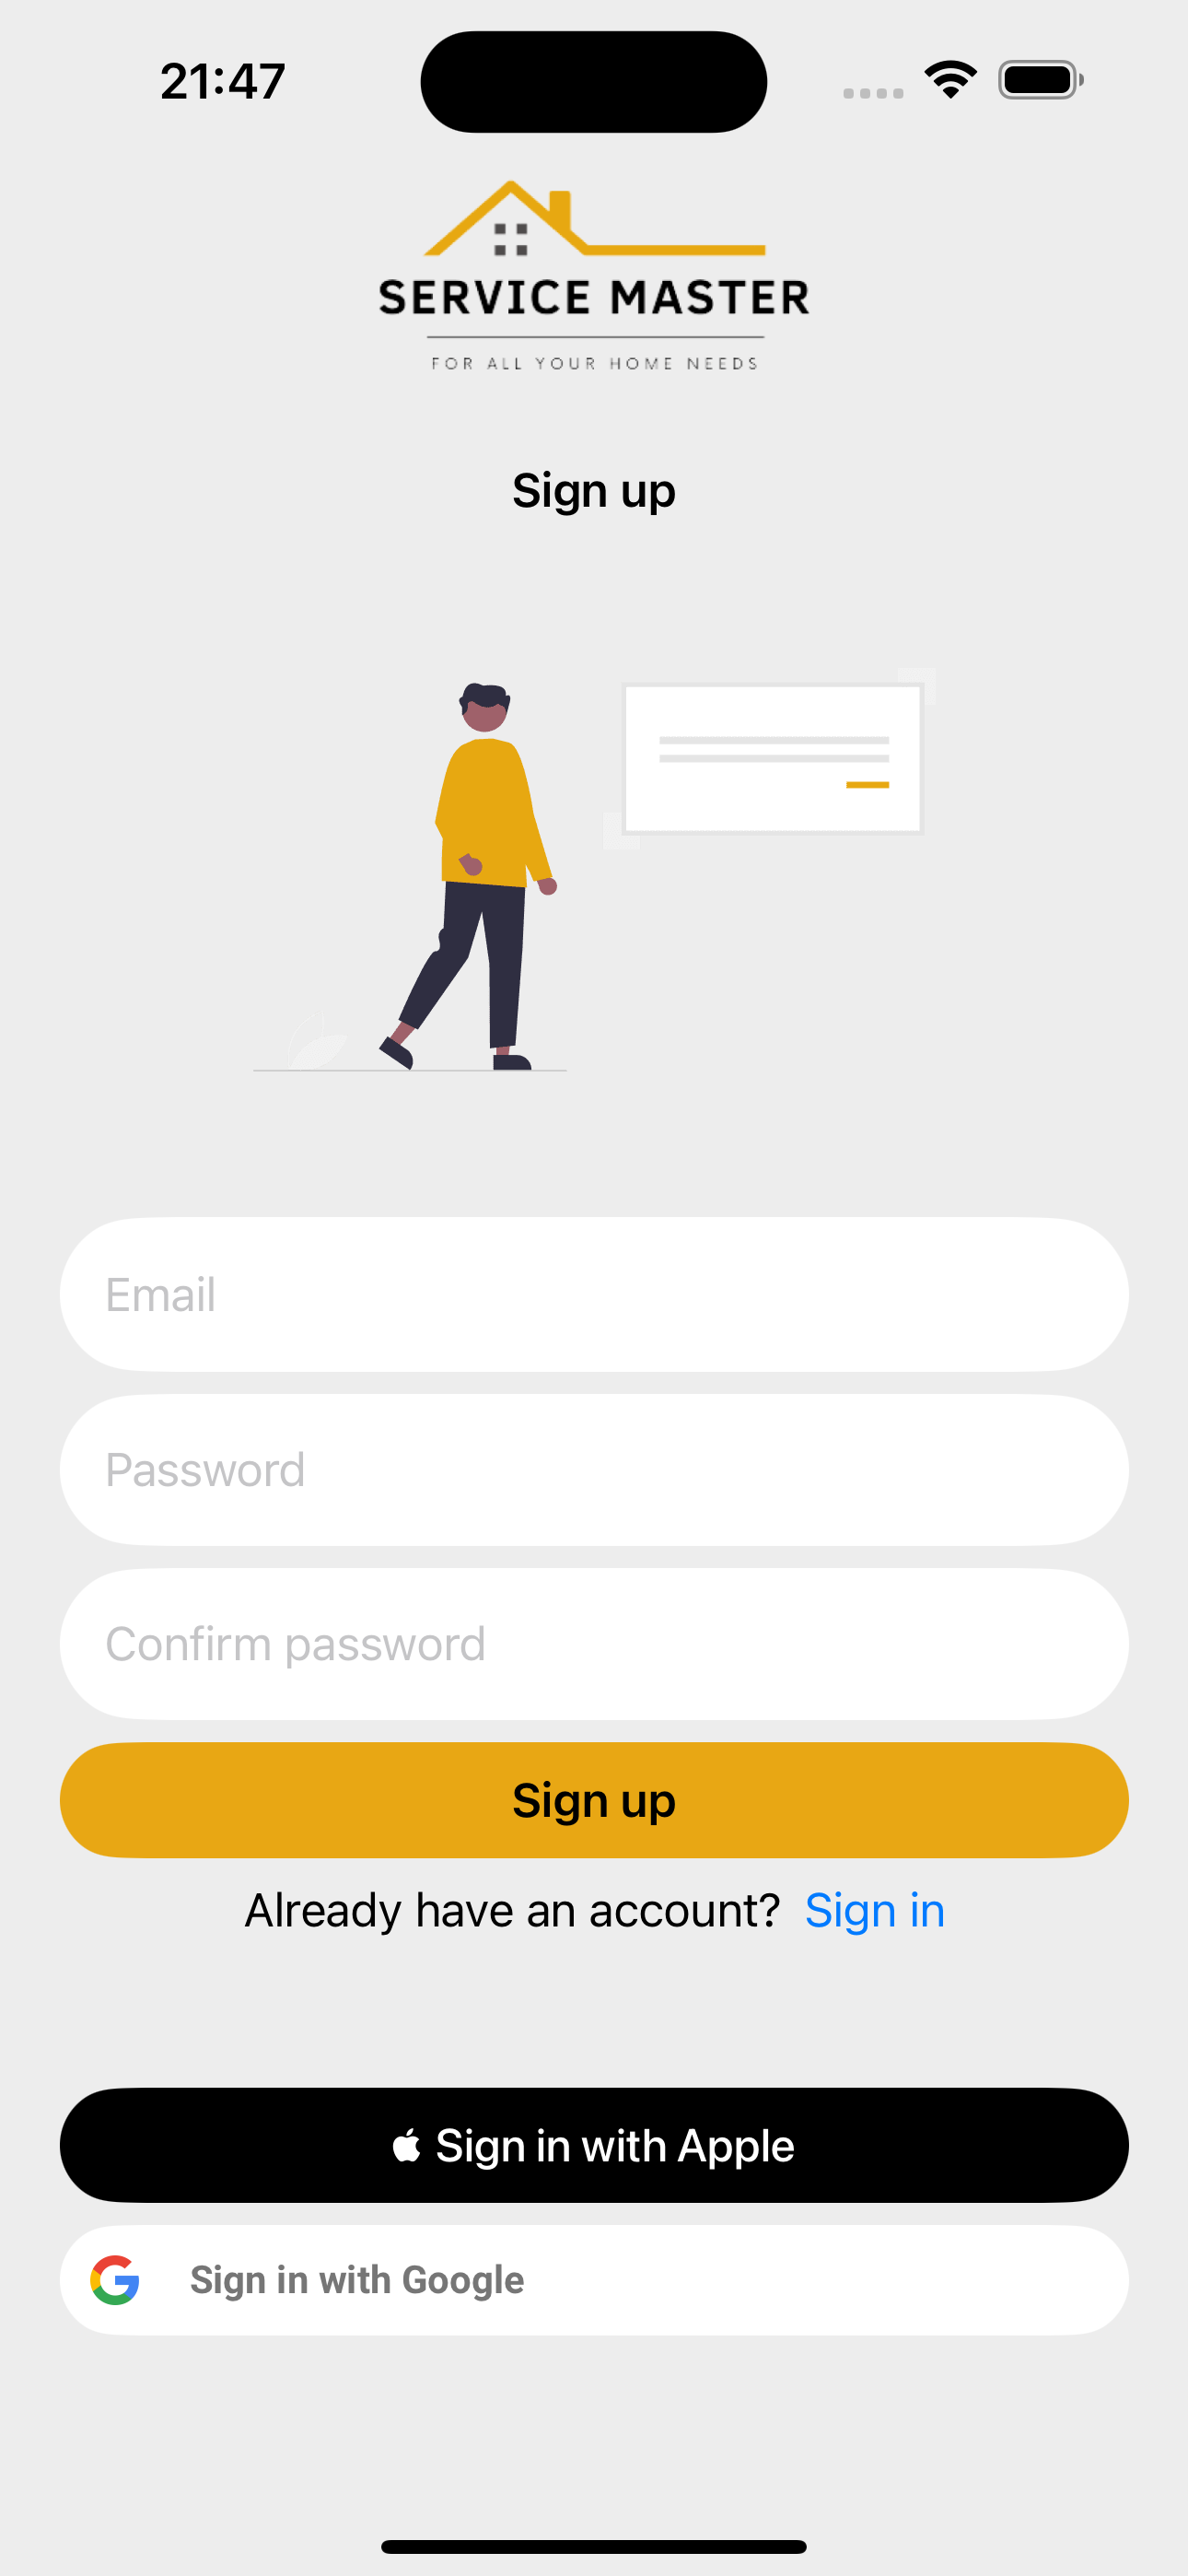 21:47
SERVICE MASTER
FOR ALL YOUR HOME NEEDS
Sign up
Email
Password
Confirm password
Sign up
Already have an account? Sign in
Sign in with Apple
Sign in with Google